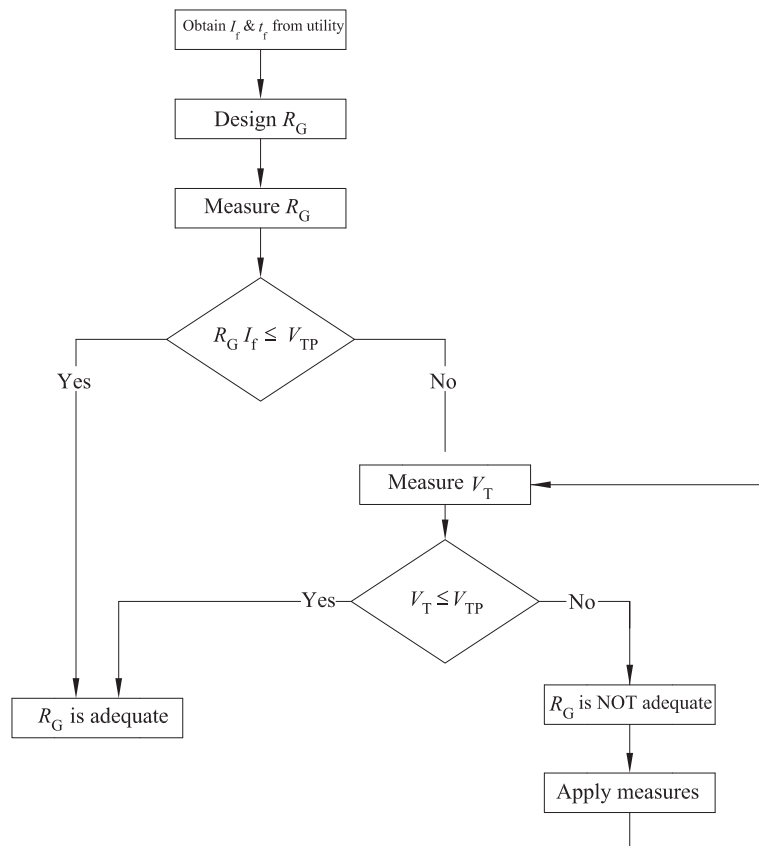 Obtain I_f & t_f from utility
Design R_G
Measure R_G
R_G I_f ≤ V_TP
Yes
No
Measure V_T
Yes
V_T ≤ V_TP
No
R_G is adequate
R_G is NOT adequate
Apply measures